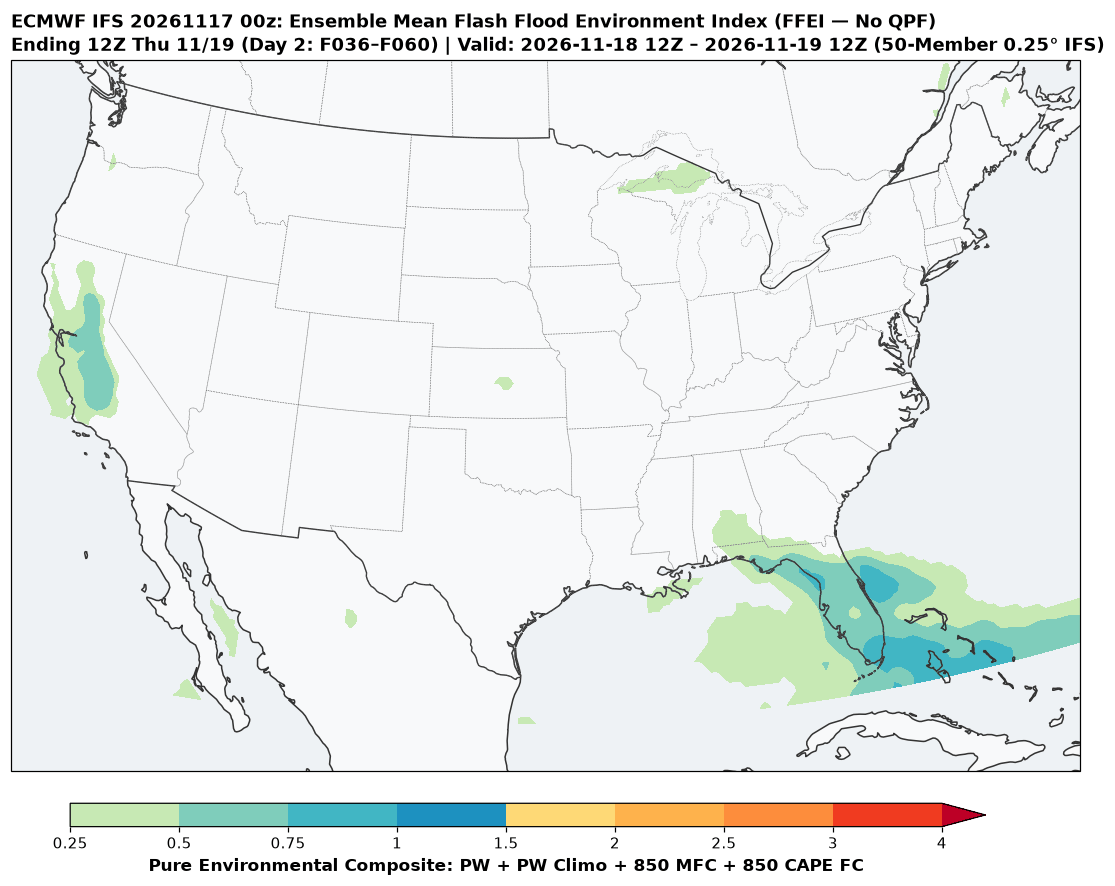 ECMWF IFS 20261117 00z: Ensemble Mean Flash Flood Environment Index (FFEI — No QPF)
Ending 12Z Thu 11/19 (Day 2: F036–F060) | Valid: 2026-11-18 12Z – 2026-11-19 12Z (50-Member 0.25° IFS)
0.25 0.5 0.75 1 1.5 2 2.5 3 4
Pure Environmental Composite: PW + PW Climo + 850 MFC + 850 CAPE FC